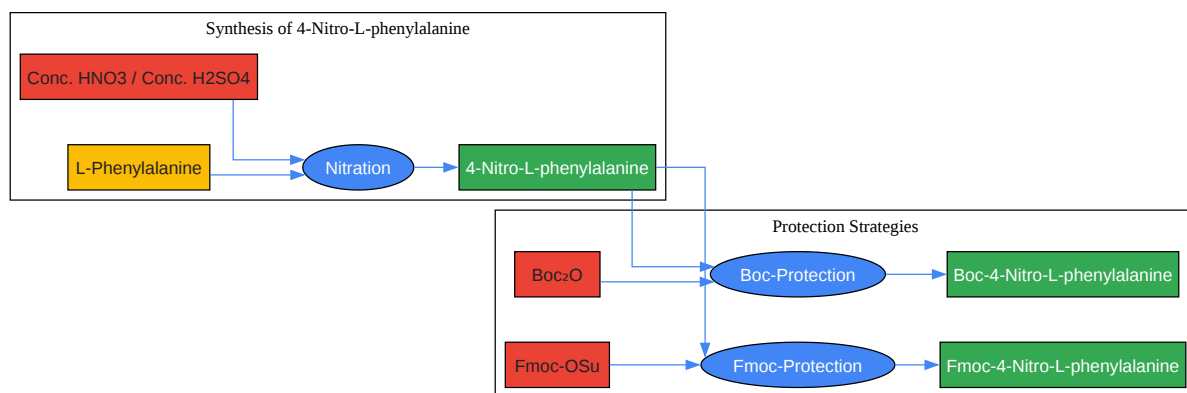 Synthesis of 4-Nitro-L-phenylalanine
Conc. HNO3 / Conc. H2SO4
L-Phenylalanine
Nitration
4-Nitro-L-phenylalanine
Protection Strategies
Boc₂O
Boc-Protection
Boc-4-Nitro-L-phenylalanine
Fmoc-OSu
Fmoc-Protection
Fmoc-4-Nitro-L-phenylalanine